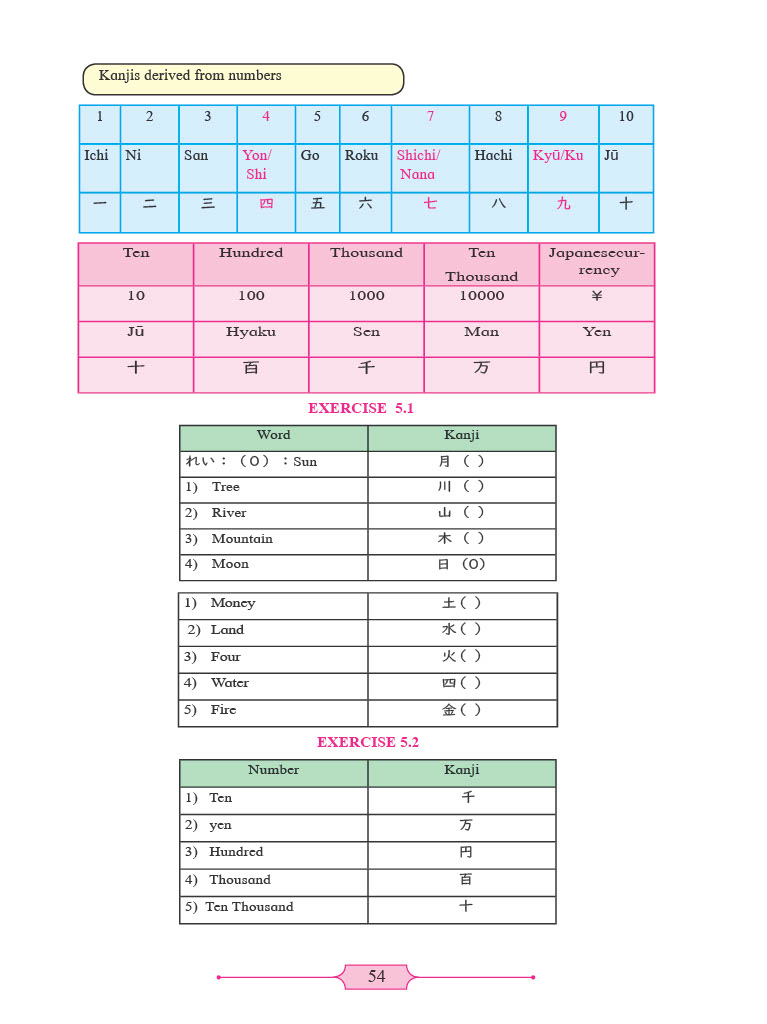 Kanjis derived from numbers
1 2 3 4 5 6 7 8 9 10
Ichi Ni San Yon/ Go Roku Shichi/ Hachi Kyū/Ku Jū
Shi Nana
一 二 三 四 五 六 七 八 九 十
Ten Hundred Thousand Ten Japanesecur-
Thousand rency
10 100 1000 10000 ¥
Jū Hyaku Sen Man Yen
十 百 千 万 円
EXERCISE 5.1
Word Kanji
れい： （O） ：Sun 月 （ ）
1) Tree 川 （ ）
2) River 山 （ ）
3) Mountain 木 （ ）
4) Moon 日 （O）
1) Money 土（ ）
2) Land 水（ ）
3) Four 火（ ）
4) Water 四（ ）
5) Fire 金（ ）
EXERCISE 5.2
Number Kanji
1) Ten 千
2) yen 万
3) Hundred 円
4) Thousand 百
5) Ten Thousand 十
54